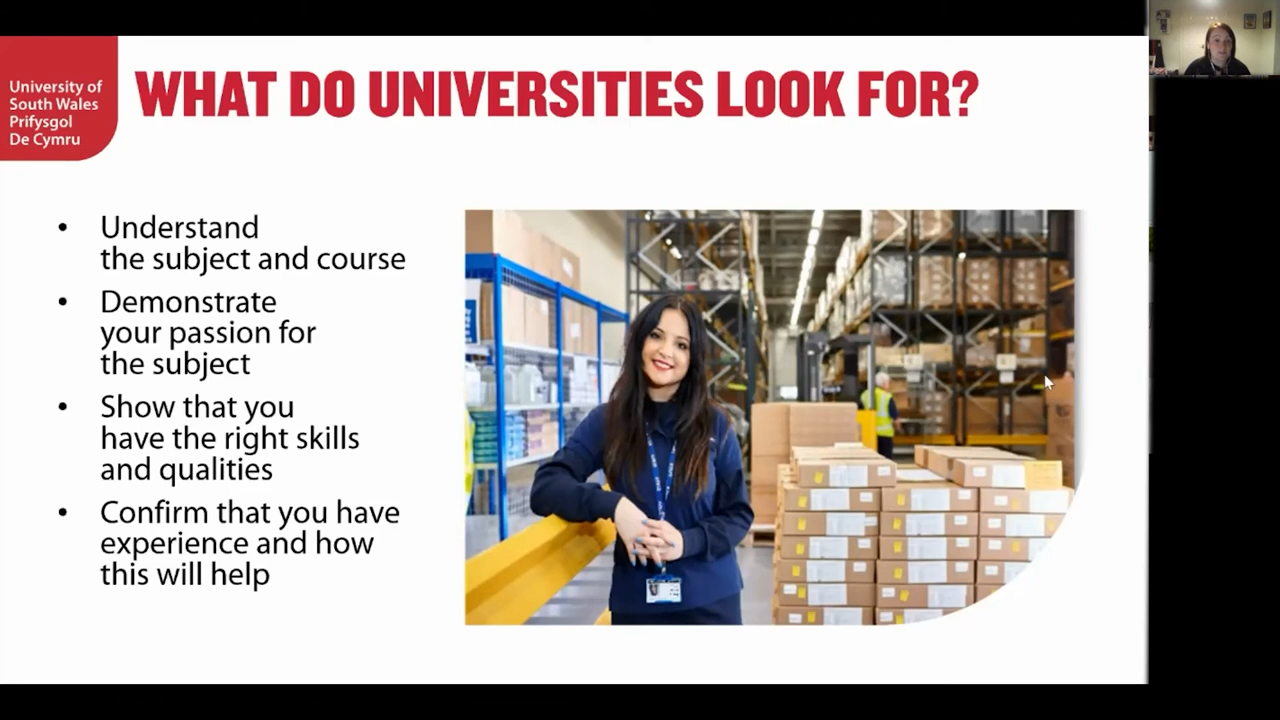 University of
South Wales
Prifysgol
De Cymru
WHAT DO UNIVERSITIES LOOK FOR?
• Understand
the subject and course
• Demonstrate
your passion for
the subject
• Show that you
have the right skills
and qualities
• Confirm that you have
experience and how
this will help